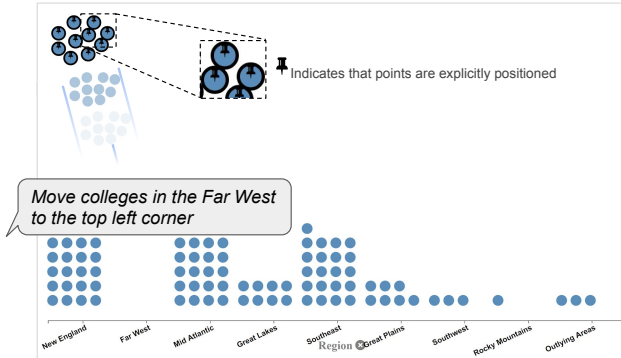 Indicates that points are explicitly positioned
Move colleges in the Far West
to the top left corner
New England
Far West
Mid Atlantic
Great Lakes
Southeast
Great Plains
Southwest
Rocky Mountains
Outlying Areas
Region